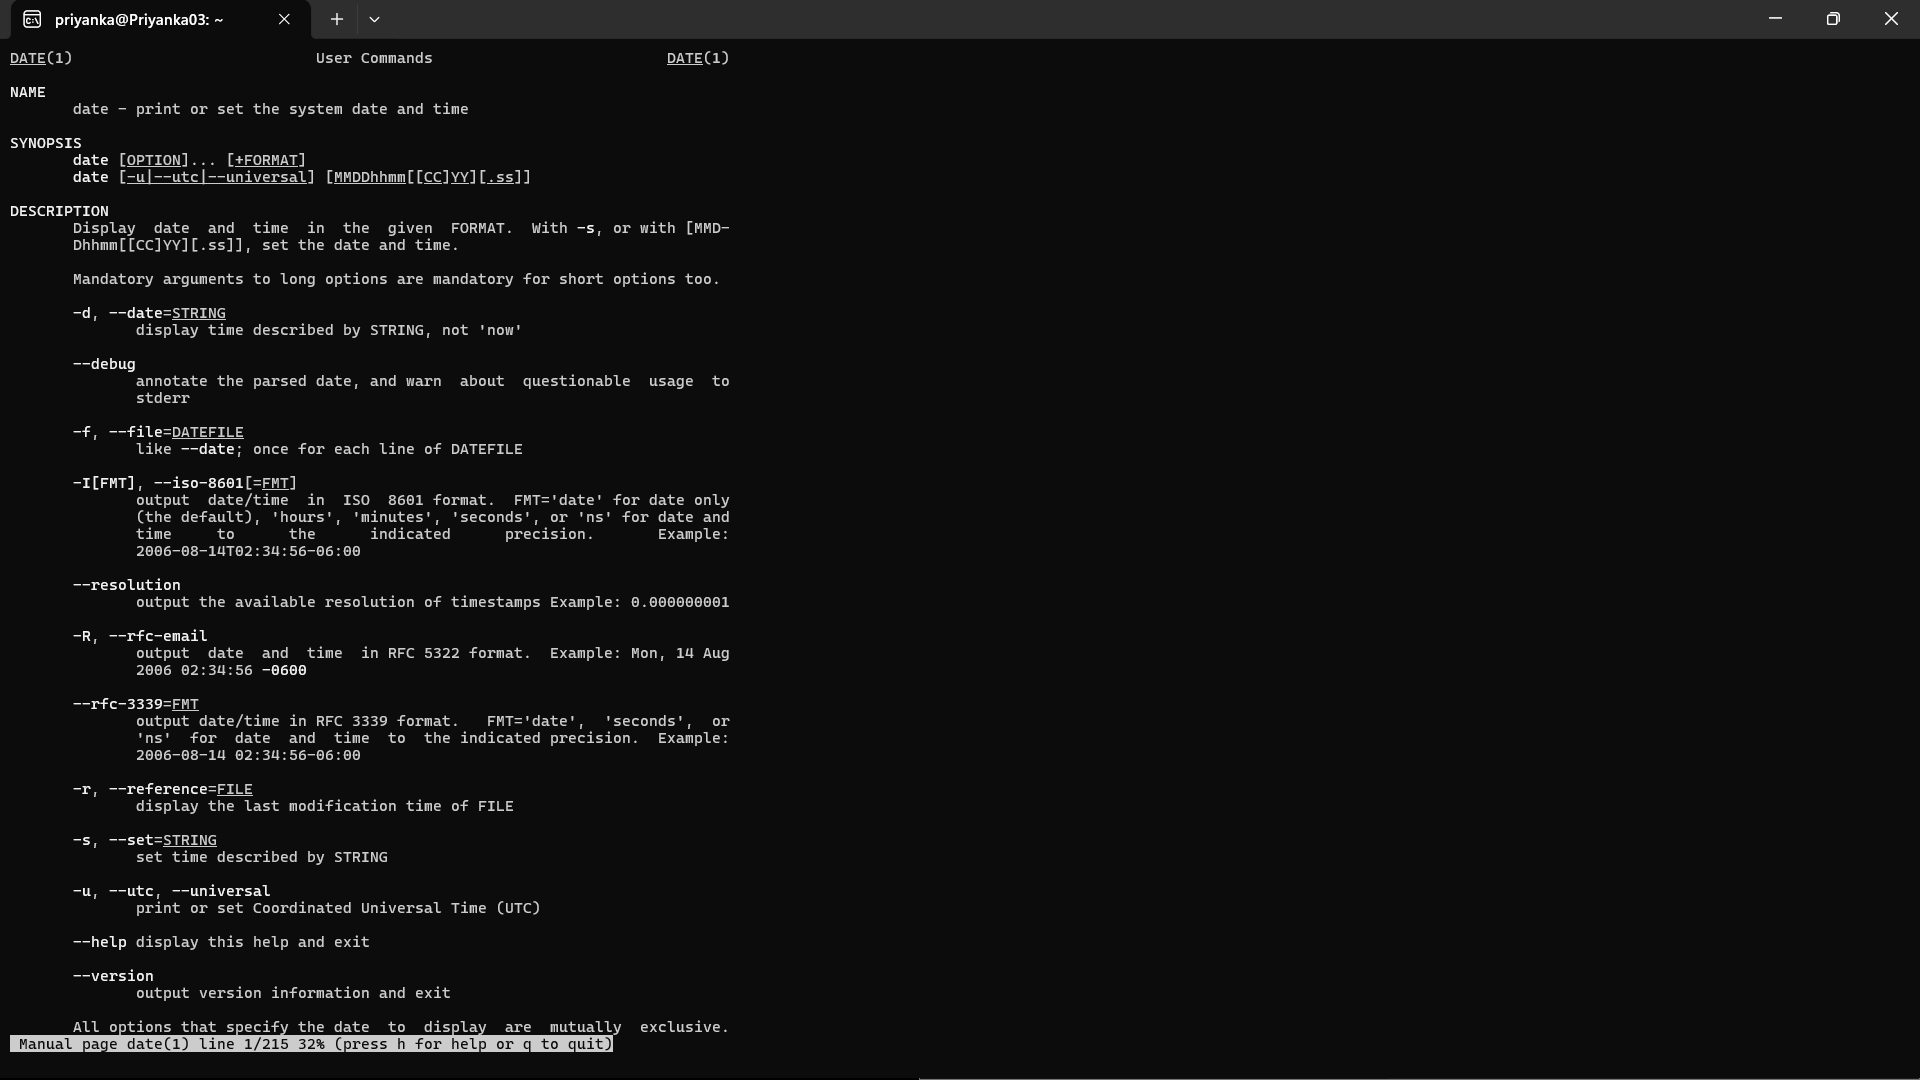 priyanka@Priyanka03: ~
DATE(1)                           User Commands                          DATE(1)
NAME
       date - print or set the system date and time
SYNOPSIS
       date [OPTION]... [+FORMAT]
       date [-u|--utc|--universal] [MMDDhhmm[[CC]YY][.ss]]
DESCRIPTION
       Display  date  and  time  in  the  given  FORMAT.  With -s, or with [MMD-
       Dhhmm[[CC]YY][.ss]], set the date and time.
       Mandatory arguments to long options are mandatory for short options too.
       -d, --date=STRING
              display time described by STRING, not 'now'
       --debug
              annotate the parsed date, and warn  about  questionable  usage  to
              stderr
       -f, --file=DATEFILE
              like --date; once for each line of DATEFILE
       -I[FMT], --iso-8601[=FMT]
              output  date/time  in  ISO  8601 format.  FMT='date' for date only
              (the default), 'hours', 'minutes', 'seconds', or 'ns' for date and
              time     to      the      indicated      precision.       Example:
              2006-08-14T02:34:56-06:00
       --resolution
              output the available resolution of timestamps Example: 0.000000001
       -R, --rfc-email
              output  date  and  time  in RFC 5322 format.  Example: Mon, 14 Aug
              2006 02:34:56 -0600
       --rfc-3339=FMT
              output date/time in RFC 3339 format.   FMT='date',  'seconds',  or
              'ns'  for  date  and  time  to  the indicated precision.  Example:
              2006-08-14 02:34:56-06:00
       -r, --reference=FILE
              display the last modification time of FILE
       -s, --set=STRING
              set time described by STRING
       -u, --utc, --universal
              print or set Coordinated Universal Time (UTC)
       --help display this help and exit
       --version
              output version information and exit
       All options that specify the date  to  display  are  mutually  exclusive.
 Manual page date(1) line 1/215 32% (press h for help or q to quit)